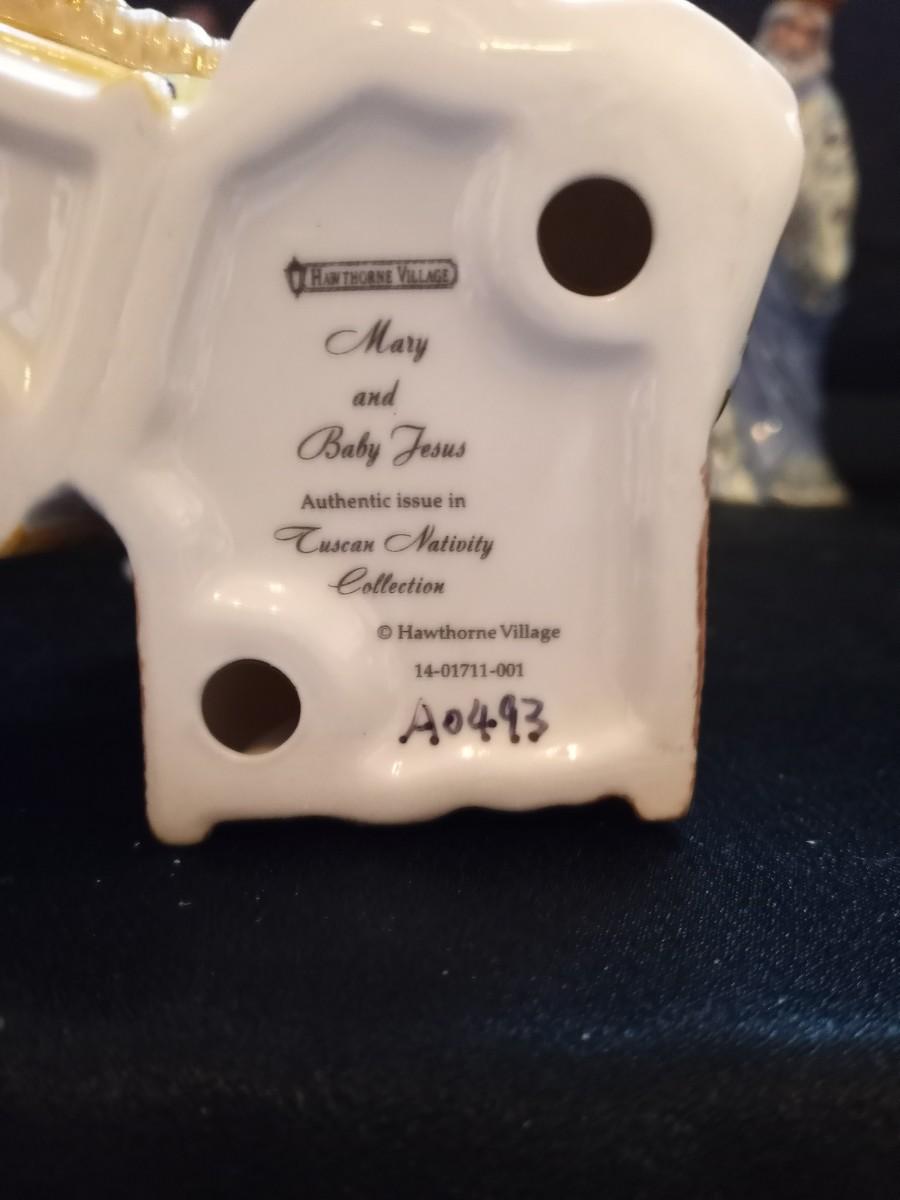 HAWTHORNE VILLAGE
Mary
and
Baby Jesus
Authentic issue in
Tuscan Nativity
Collection
© Hawthorne Village
14-01711-001
A0493